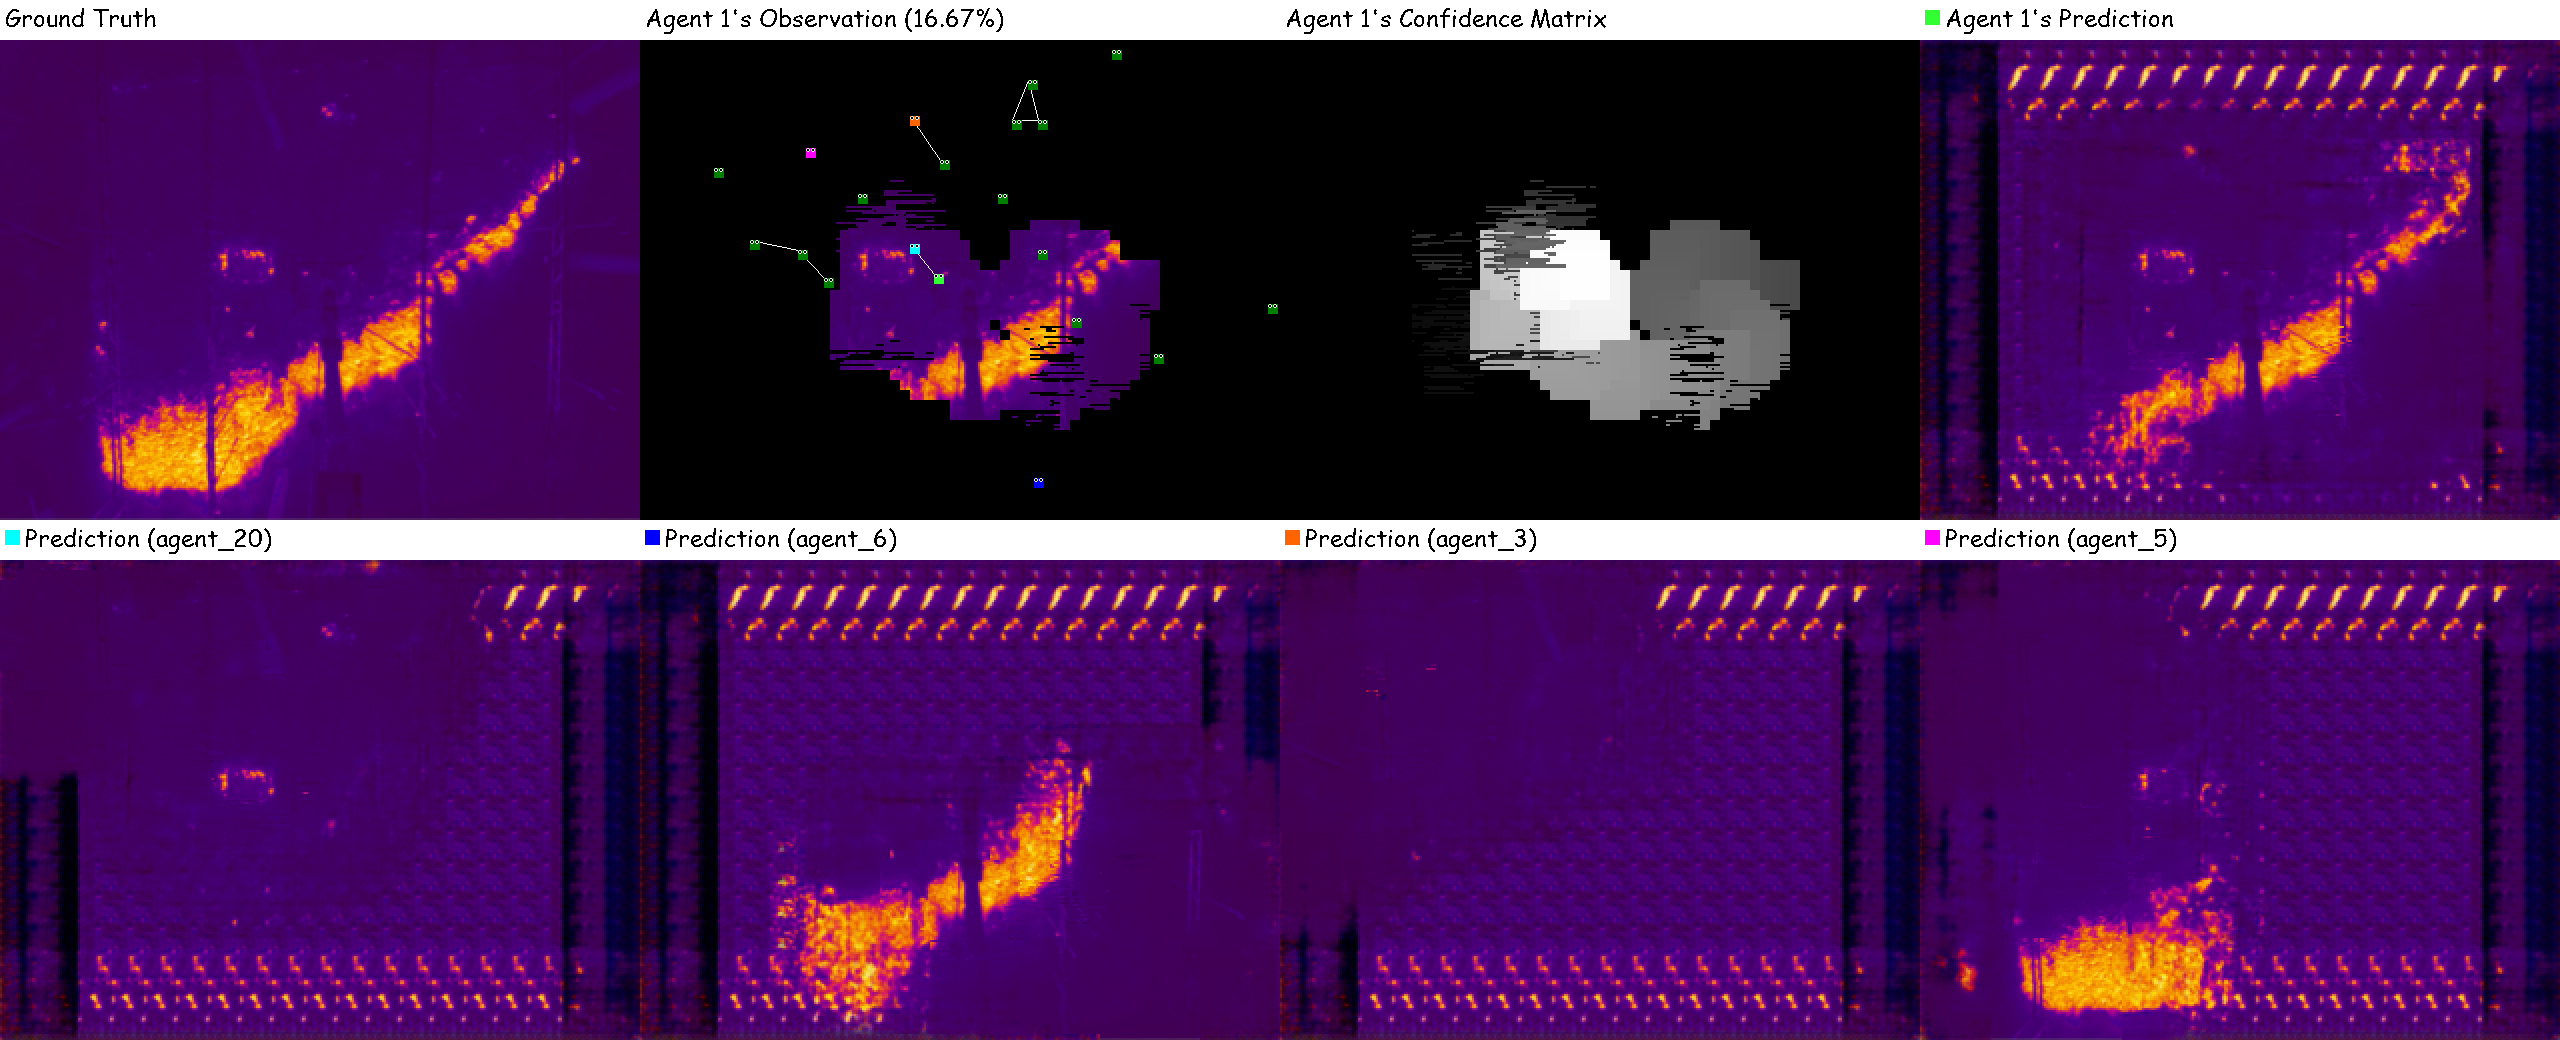 Ground Truth
Agent 1's Observation (16.67%)
Agent 1's Confidence Matrix
Agent 1's Prediction
Prediction (agent_20)
Prediction (agent_6)
Prediction (agent_3)
Prediction (agent_5)